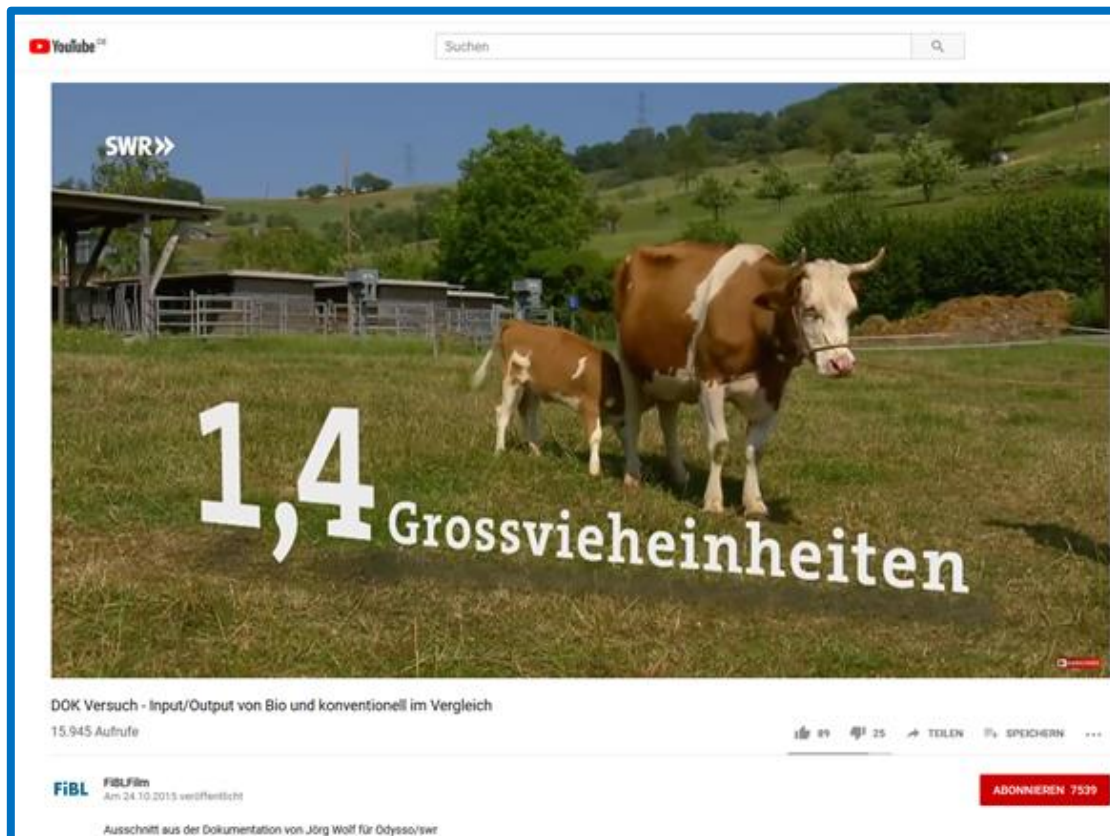 YouTube DE
Suchen
SWR»
1,4 Grossvieheinheiten
DOK Versuch - Input/Output von Bio und konventionell im Vergleich
15.945 Aufrufe
89 25 TEILEN SPEICHERN ...
FiBL FiBLFilm
Am 24.10.2015 veröffentlicht
ABONNIEREN 7539
Ausschnitt aus der Dokumentation von Jörg Wolf für Odysso/swr